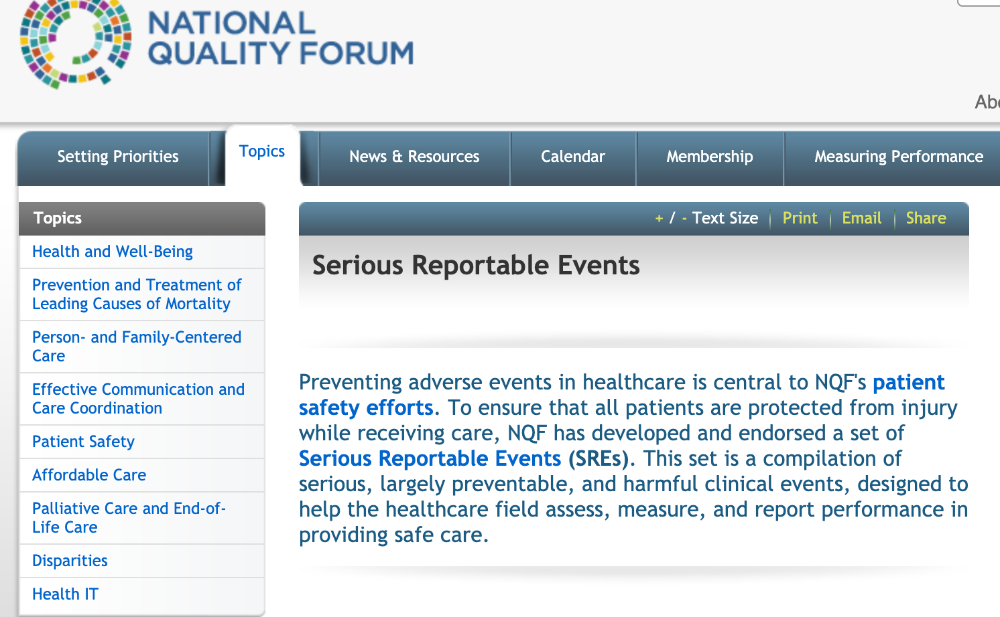 NATIONAL
QUALITY FORUM
Setting Priorities
Topics
News & Resources
Calendar
Membership
Measuring Performance
Topics
Health and Well-Being
Prevention and Treatment of
Leading Causes of Mortality
Person- and Family-Centered
Care
Effective Communication and
Care Coordination
Patient Safety
Affordable Care
Palliative Care and End-of-
Life Care
Disparities
Health IT
+ / - Text Size
Print
Email
Share
Serious Reportable Events
Preventing adverse events in healthcare is central to NQF's patient
safety efforts. To ensure that all patients are protected from injury
while receiving care, NQF has developed and endorsed a set of
Serious Reportable Events (SREs). This set is a compilation of
serious, largely preventable, and harmful clinical events, designed to
help the healthcare field assess, measure, and report performance in
providing safe care.